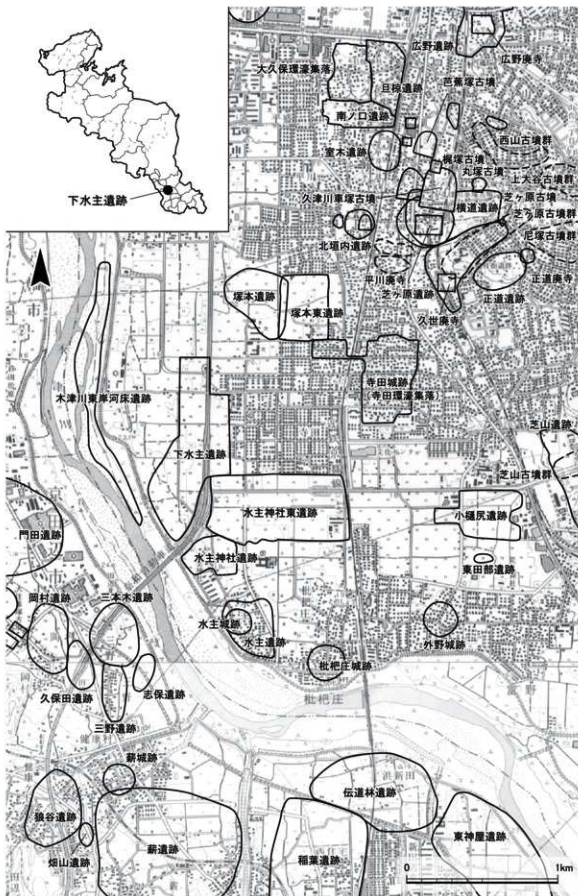 下水主遺跡
大久保環濠集落
旦椋遺跡
広野遺跡
広野廃寺
芭蕉塚古墳
南ノ口遺跡
室木遺跡
西山古墳群
梶塚古墳
丸塚古墳
上大谷古墳群
久津川車塚古墳
横道遺跡
芝ヶ原古墳
芝ヶ原古墳群
尼塚古墳群
北垣内遺跡
平川廃寺
芝ヶ原遺跡
久世廃寺
正道遺跡
正道廃寺
塚本遺跡
塚本東遺跡
寺田城跡
(寺田環濠集落)
木津川東岸河床遺跡
下水主遺跡
芝山遺跡
芝山古墳群
水主神社東遺跡
小樋尻遺跡
門田遺跡
水主神社遺跡
東田部遺跡
岡村遺跡
三本木遺跡
水主城跡
水主遺跡
外野城跡
枇杷庄城跡
久保田遺跡
志保遺跡
枇杷庄
三野遺跡
薪城跡
狼谷遺跡
伝道林遺跡
畑山遺跡
薪遺跡
稲葉遺跡
東神屋遺跡
0 1km